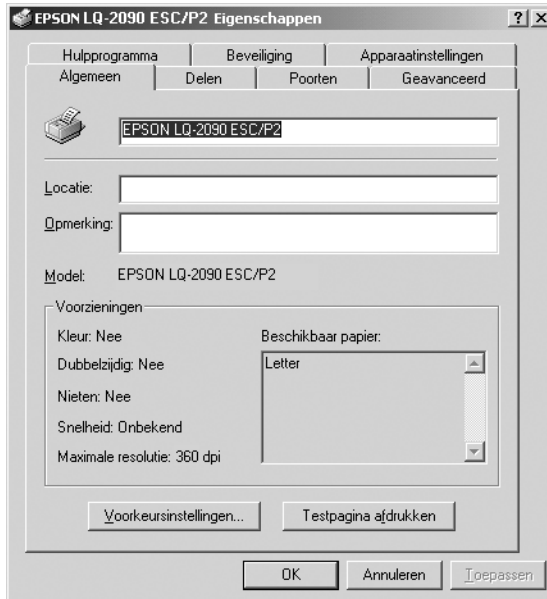 EPSON LQ-2090 ESC/P2 Eigenschappen
Hulpprogramma Beveiliging Apparaatinstellingen
Algemeen Delen Poorten Geavanceerd
EPSON LQ-2090 ESC/P2
Locatie:
Opmerking:
Model: EPSON LQ-2090 ESC/P2
Voorzieningen
Kleur: Nee Beschikbaar papier:
Dubbelzijdig: Nee Letter
Nieten: Nee
Snelheid: Onbekend
Maximale resolutie: 360 dpi
Voorkeursinstellingen... Testpagina afdrukken
OK Annuleren Toepassen